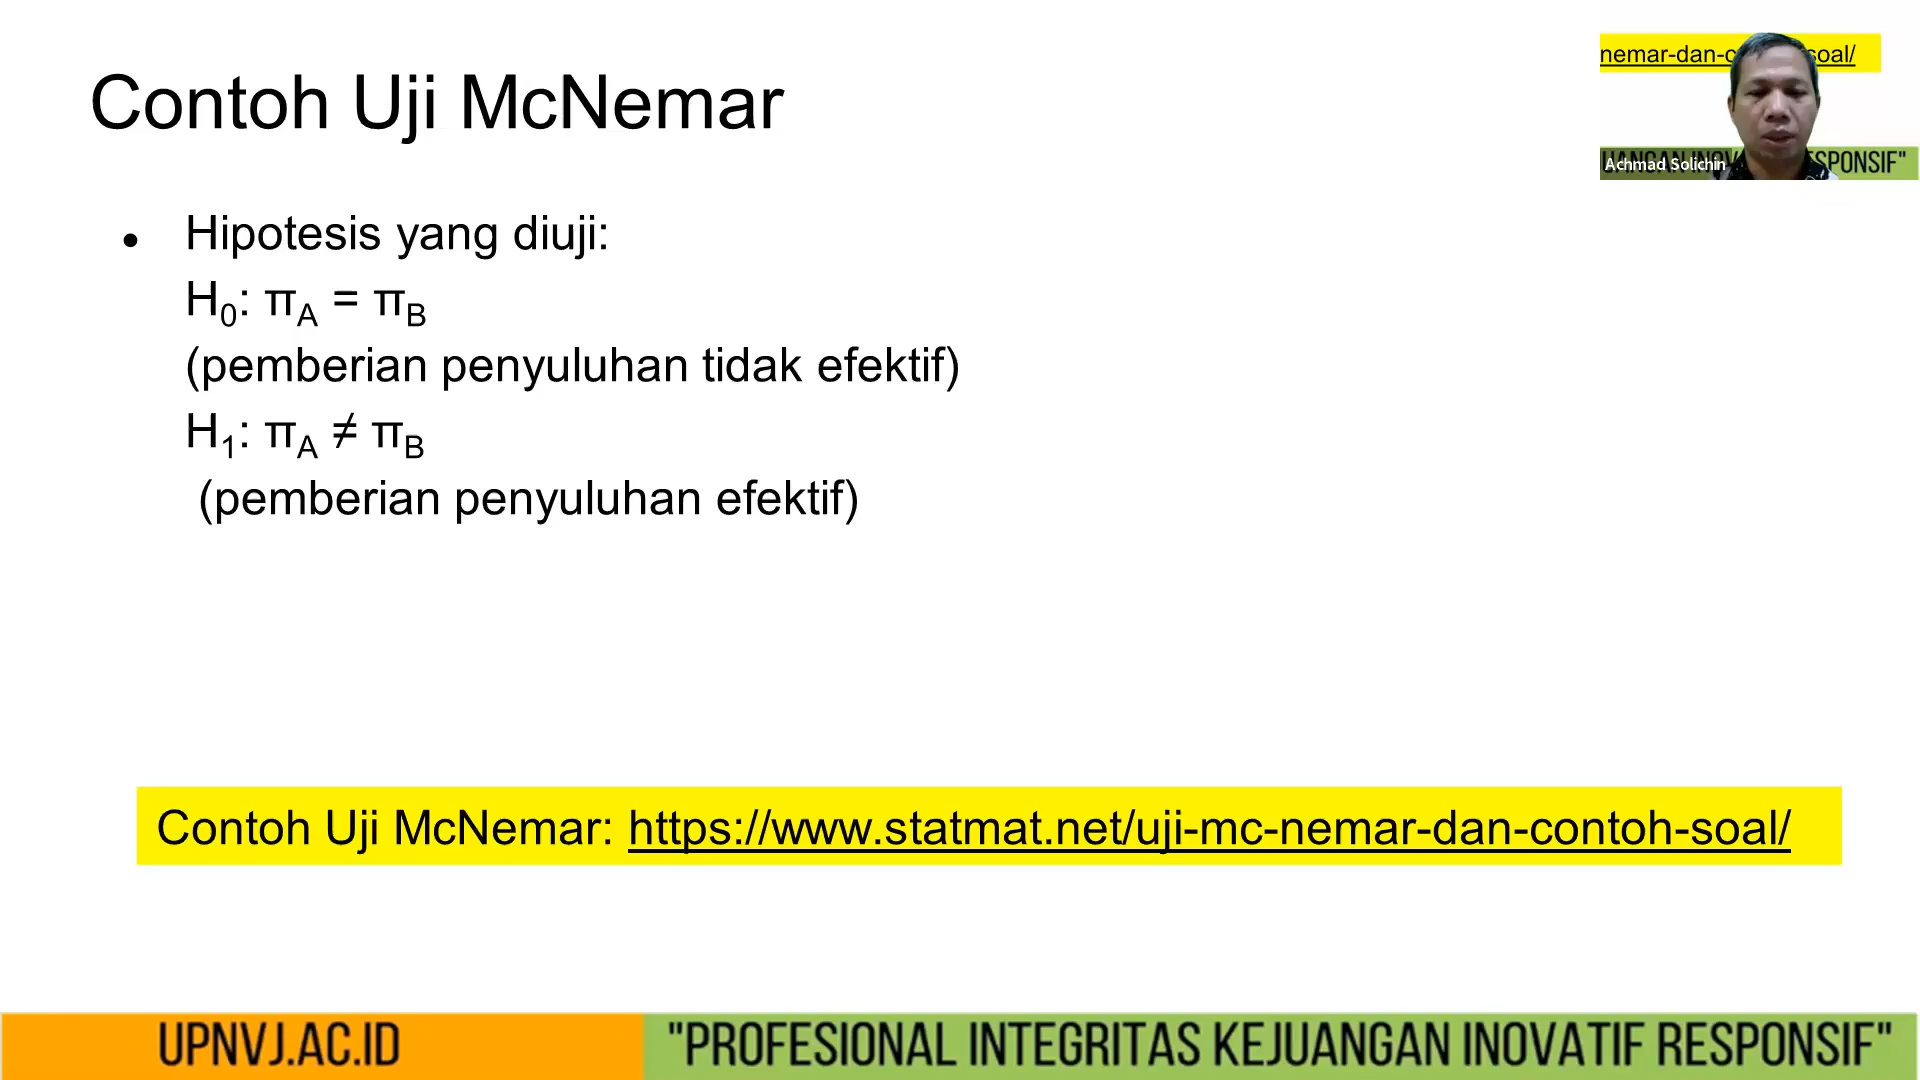 Contoh Uji McNemar
nemar-dan-c soal/
Achmad Solichin
SPONSIF"
● Hipotesis yang diuji:
H₀: πA = πB
(pemberian penyuluhan tidak efektif)
H₁: πA ≠ πB
(pemberian penyuluhan efektif)
Contoh Uji McNemar: https://www.statmat.net/uji-mc-nemar-dan-contoh-soal/
UPNVJ.AC.ID "PROFESIONAL INTEGRITAS KEJUANGAN INOVATIF RESPONSIF"